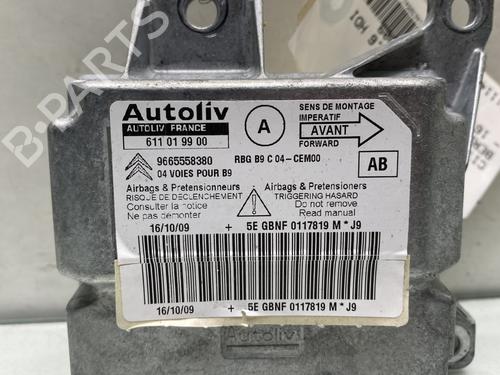 B-PARTS
Autoliv
AUTOLIV FRANCE
611 01 99 00
A
SENS DE MONTAGE
IMPERATIF
AVANT
FORWARD
9665558380
04 VOIES POUR B9
RBG B9 C 04-CEM00
AB
Airbags & Pretensionneurs
RISQUE DE DECLENCHEMENT
Consulter la notice
Ne pas démonter
Airbags & Pretensioners
TRIGGERING HASARD
Do not remove
Read manual
16/10/09 + 5E GBNF 0117819 M * J9
16/10/09 + 5E GBNF 0117819 M * J9
Autoliv